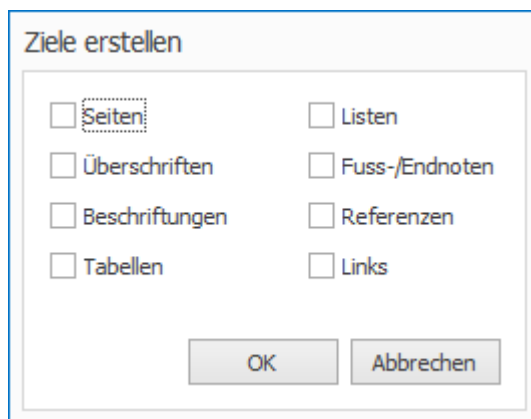 Ziele erstellen
Seiten
Listen
Überschriften
Fuss-/Endnoten
Beschriftungen
Referenzen
Tabellen
Links
OK
Abbrechen